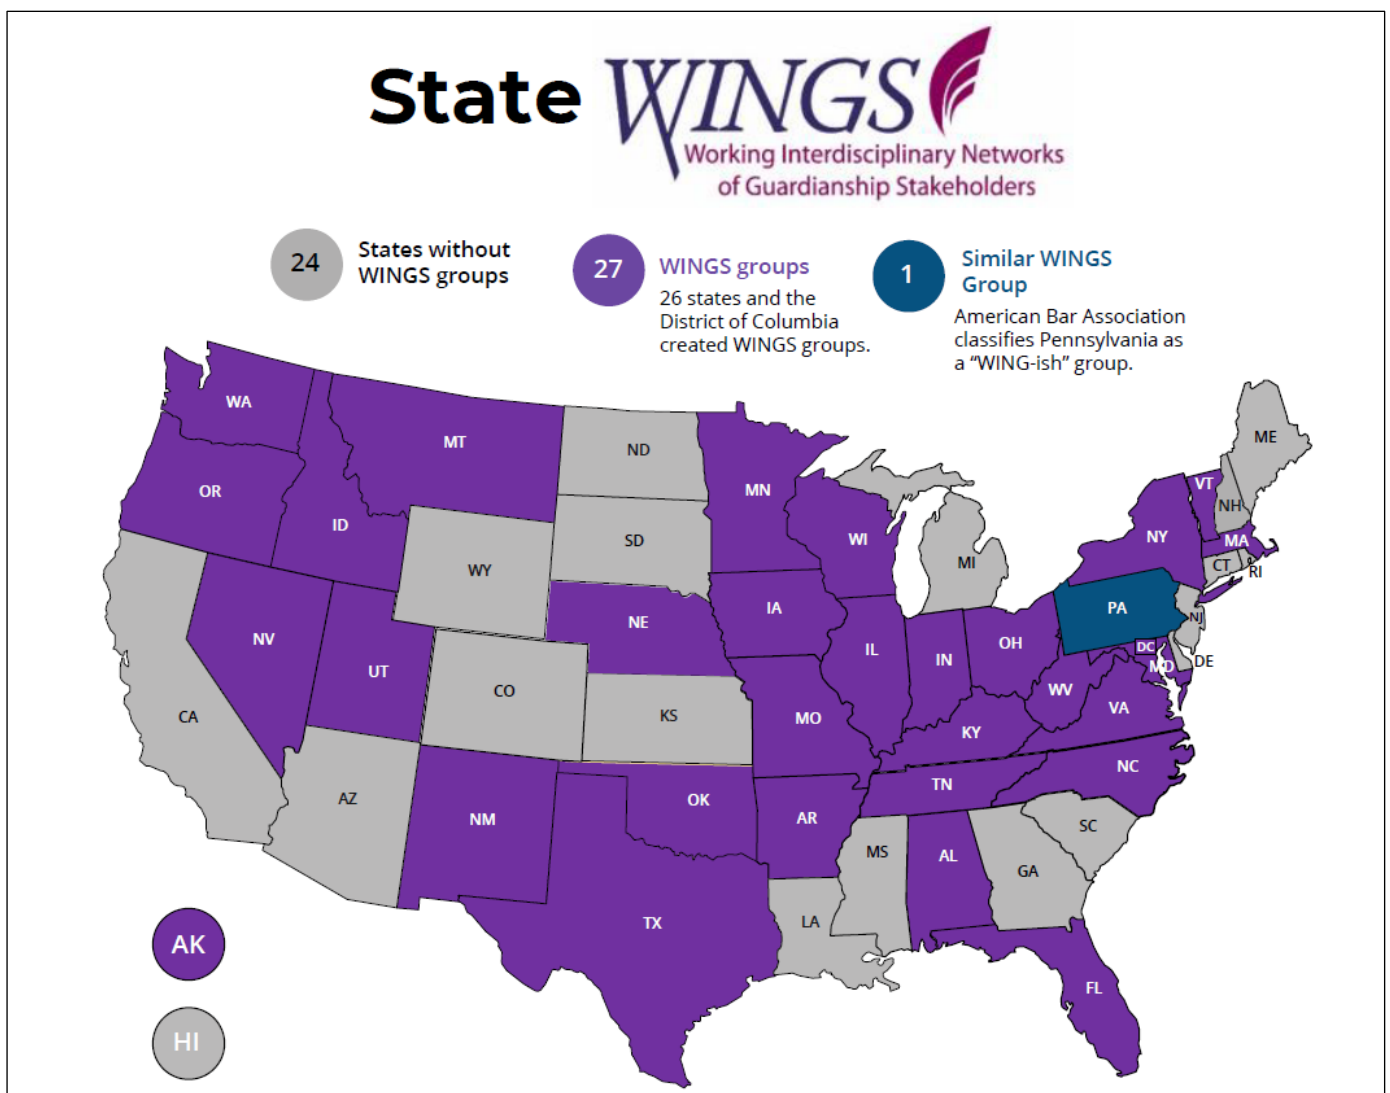 State WINGS
Working Interdisciplinary Networks
of Guardianship Stakeholders
24
States without
WINGS groups
27
WINGS groups
26 states and the
District of Columbia
created WINGS groups.
1
Similar WINGS
Group
American Bar Association
classifies Pennsylvania as
a “WING-ish” group.
WA
MT
ND
MN
ME
OR
ID
SD
WI
MI
NY
VT
NH
MA
CT
RI
WY
NV
UT
NE
IA
IL
IN
OH
PA
NJ
DC
MD
DE
CA
CO
KS
MO
KY
WV
VA
AZ
NM
OK
AR
TN
NC
TX
LA
MS
AL
GA
SC
FL
AK
HI